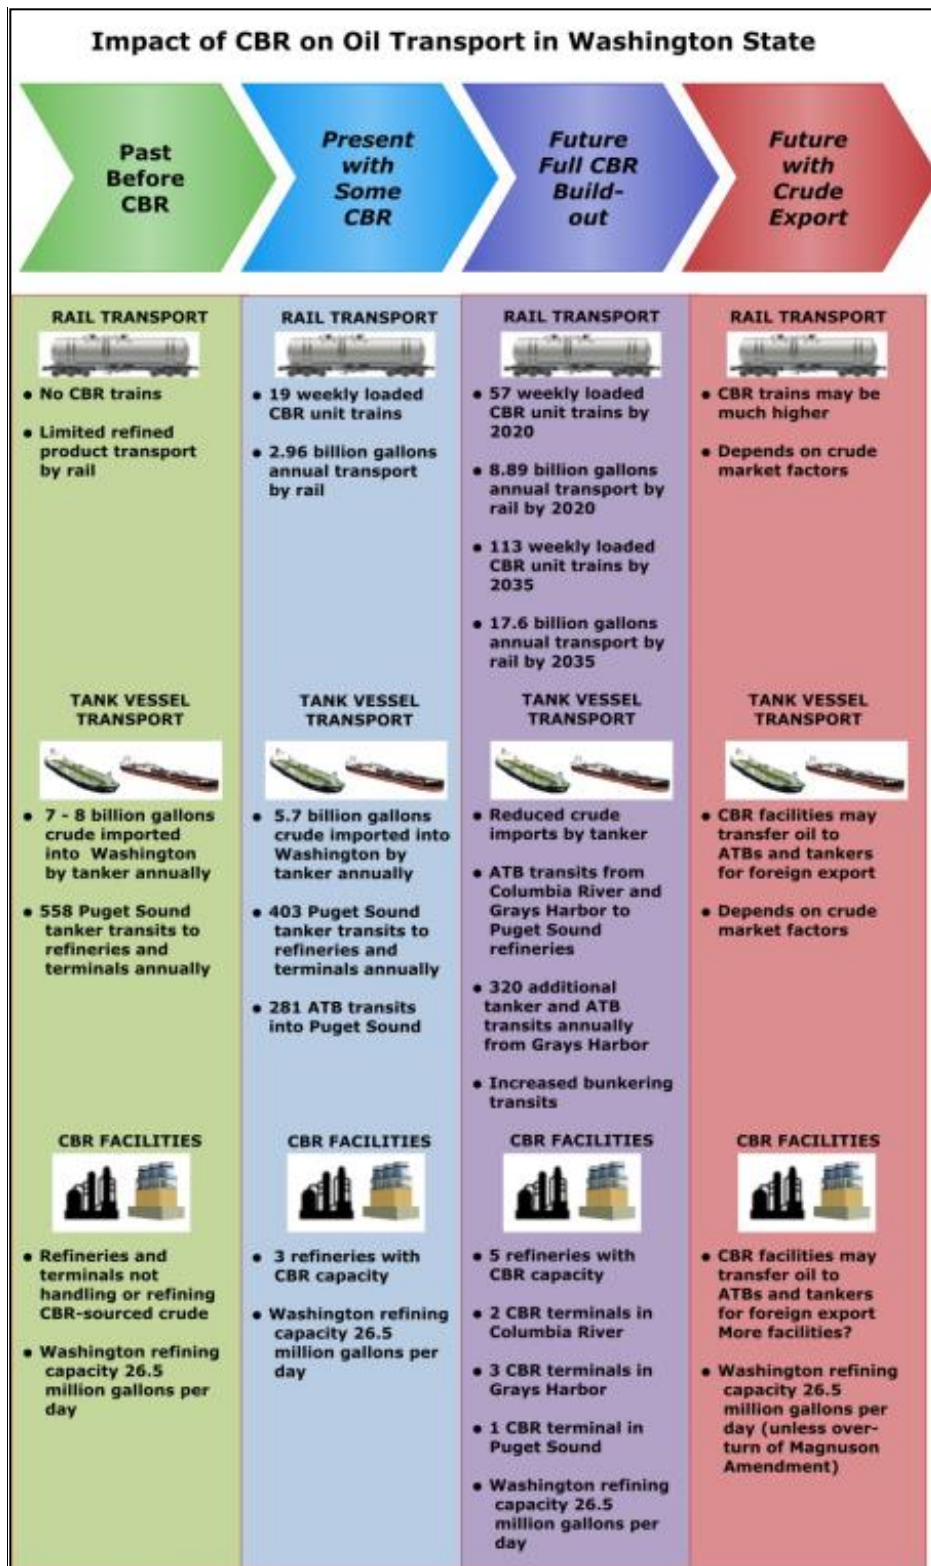 Impact of CBR on Oil Transport in Washington State
Past
Before
CBR
Present
with
Some
CBR
Future
Full CBR
Build-
out
Future
with
Crude
Export
RAIL TRANSPORT
• No CBR trains
• Limited refined
product transport
by rail
TANK VESSEL
TRANSPORT
• 7 - 8 billion gallons
crude imported
into Washington
by tanker annually
• 558 Puget Sound
tanker transits to
refineries and
terminals annually
CBR FACILITIES
• Refineries and
terminals not
handling or refining
CBR-sourced crude
• Washington refining
capacity 26.5
million gallons per
day
RAIL TRANSPORT
• 19 weekly loaded
CBR unit trains
• 2.96 billion gallons
annual transport
by rail
TANK VESSEL
TRANSPORT
• 5.7 billion gallons
crude imported into
Washington by
tanker annually
• 403 Puget Sound
tanker transits to
refineries and
terminals annually
• 281 ATB transits
into Puget Sound
CBR FACILITIES
• 3 refineries with
CBR capacity
• Washington refining
capacity 26.5
million gallons per
day
RAIL TRANSPORT
• 57 weekly loaded
CBR unit trains by
2020
• 8.89 billion gallons
annual transport by
rail by 2020
• 113 weekly loaded
CBR unit trains by
2035
• 17.6 billion gallons
annual transport by
rail by 2035
TANK VESSEL
TRANSPORT
• Reduced crude
imports by tanker
• ATB transits from
Columbia River and
Grays Harbor to
Puget Sound
refineries
• 320 additional
tanker and ATB
transits annually
from Grays Harbor
• Increased bunkering
transits
CBR FACILITIES
• 5 refineries with
CBR capacity
• 2 CBR terminals in
Columbia River
• 3 CBR terminals in
Grays Harbor
• 1 CBR terminal in
Puget Sound
• Washington refining
capacity 26.5
million gallons per
day
RAIL TRANSPORT
• CBR trains may be
much higher
• Depends on crude
market factors
TANK VESSEL
TRANSPORT
• CBR facilities may
transfer oil to
ATBs and tankers
for foreign export
• Depends on crude
market factors
CBR FACILITIES
• CBR facilities may
transfer oil to
ATBs and tankers
for foreign export
More facilities?
• Washington refining
capacity 26.5
million gallons per
day (unless over-
turn of Magnuson
Amendment)